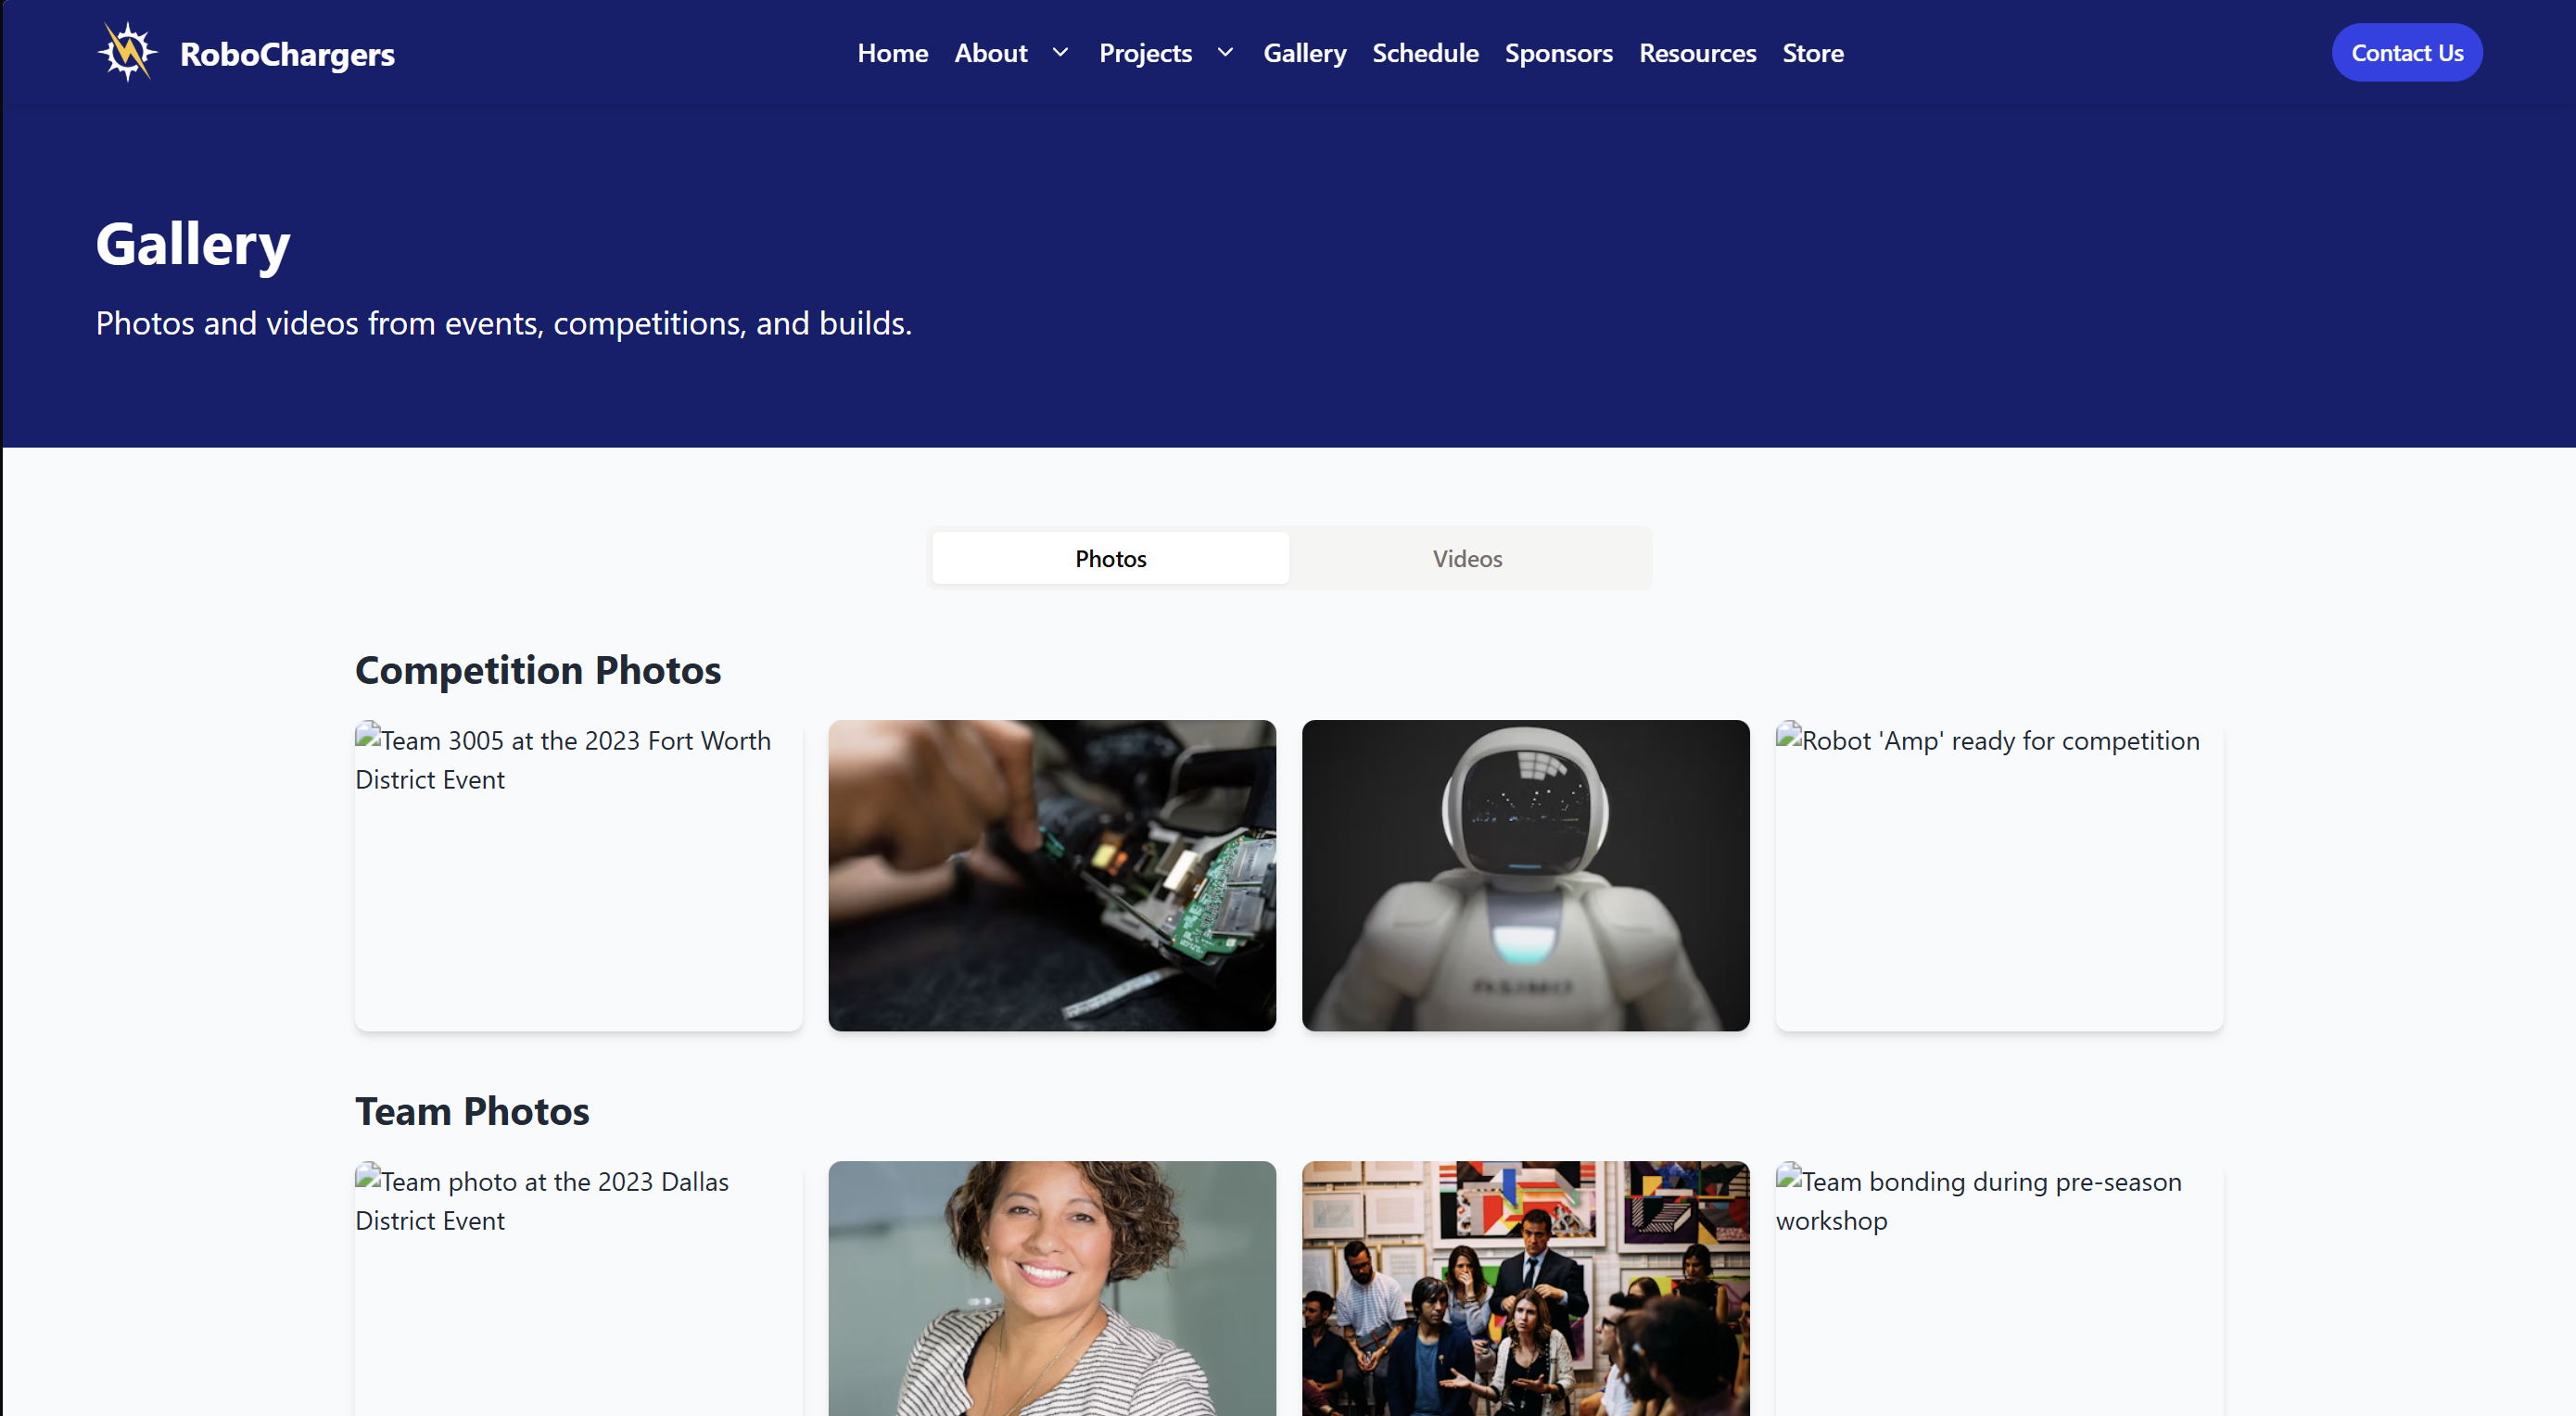 RoboChargers
Home About Projects Gallery Schedule Sponsors Resources Store
Contact Us
Gallery
Photos and videos from events, competitions, and builds.
Photos Videos
Competition Photos
Team 3005 at the 2023 Fort Worth
District Event
ASIMO
Robot 'Amp' ready for competition
Team Photos
Team photo at the 2023 Dallas
District Event
Team bonding during pre-season
workshop